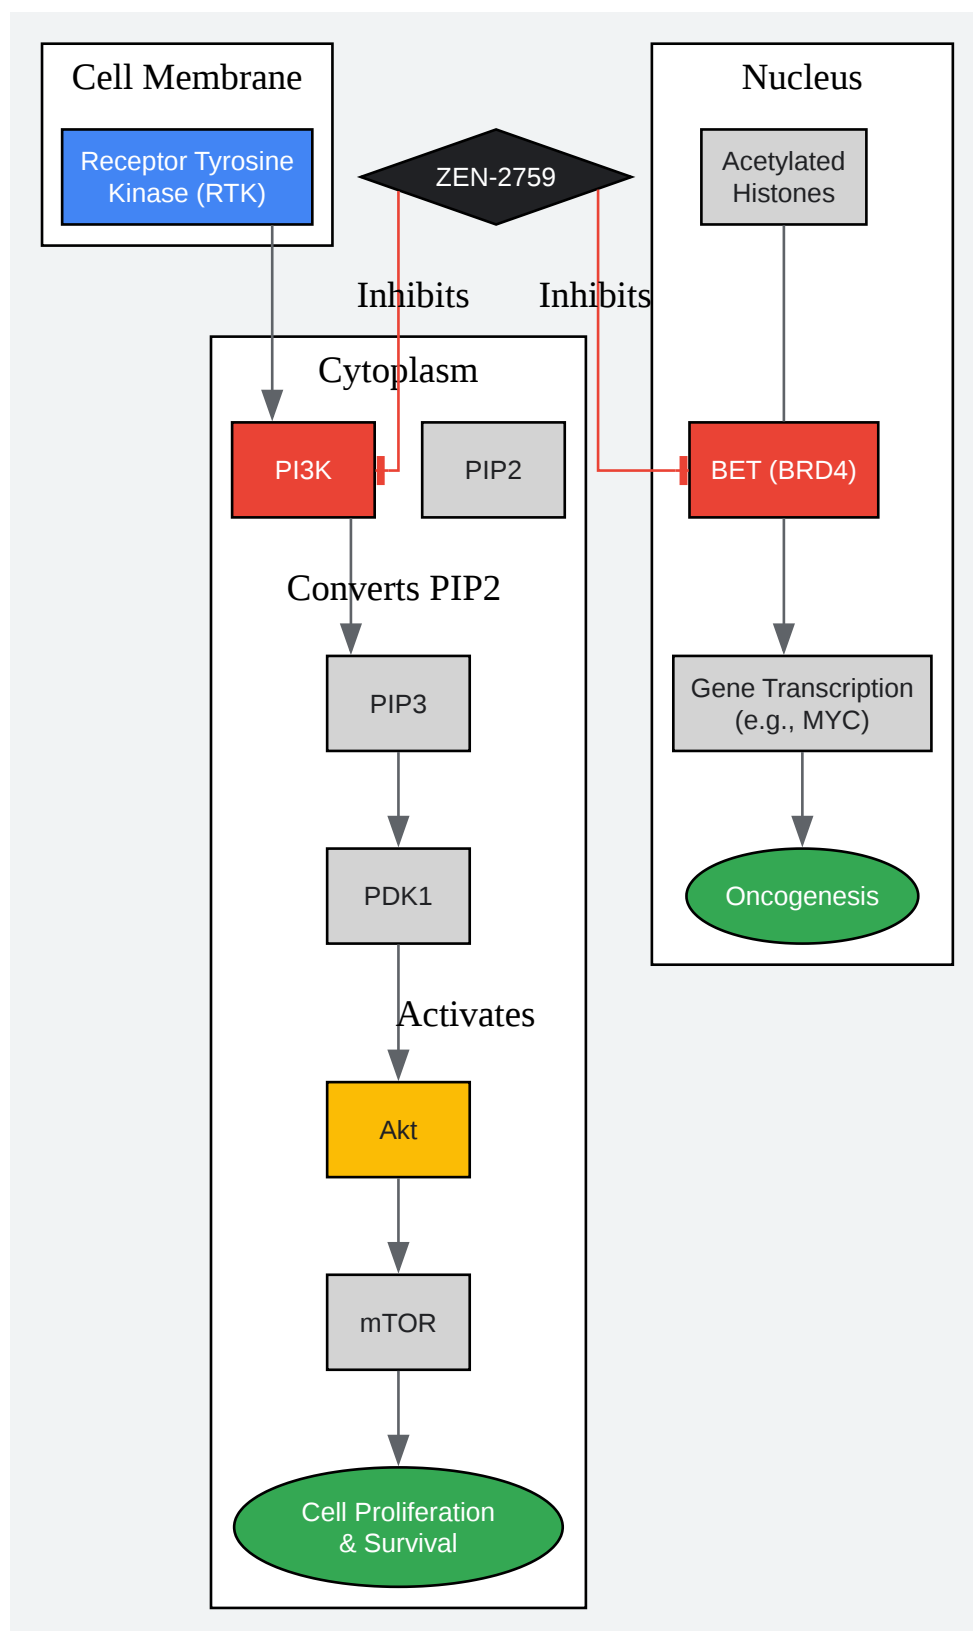 Cell Membrane
Receptor Tyrosine
Kinase (RTK)
ZEN-2759
Nucleus
Acetylated
Histones
Inhibits
Inhibits
Cytoplasm
PI3K
PIP2
BET (BRD4)
Converts PIP2
PIP3
Gene Transcription
(e.g., MYC)
PDK1
Oncogenesis
Activates
Akt
mTOR
Cell Proliferation
& Survival